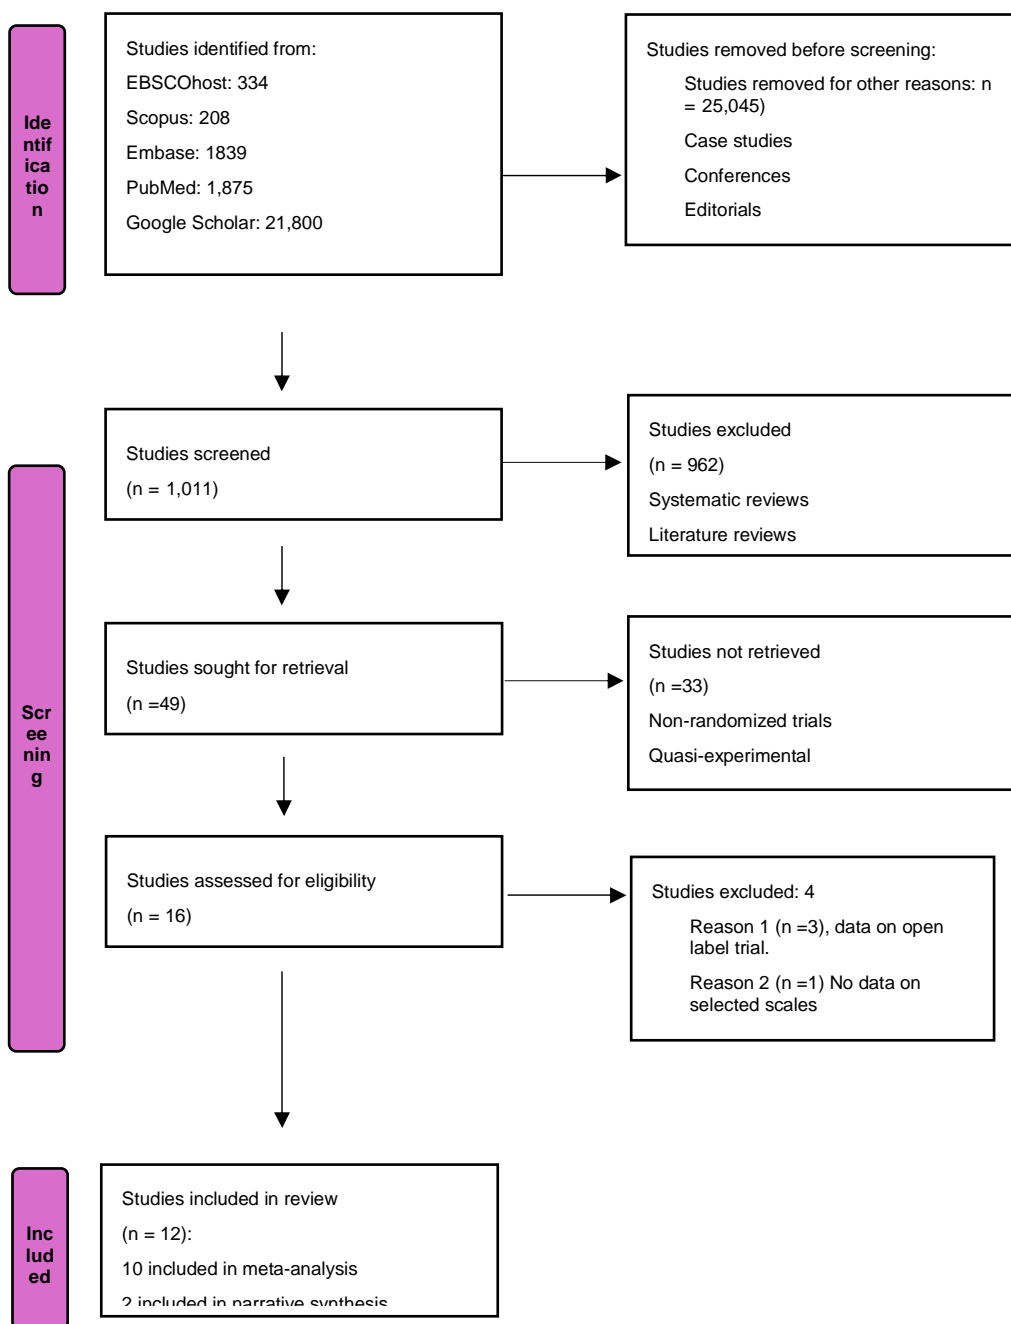 Ide
ntif
ica
tio
n
Studies identified from:
EBSCOhost: 334
Scopus: 208
Embase: 1839
PubMed: 1,875
Google Scholar: 21,800
Studies removed before screening:
Studies removed for other reasons: n
= 25,045)
Case studies
Conferences
Editorials
Scr
ee
nin
g
Studies screened
(n = 1,011)
Studies excluded
(n = 962)
Systematic reviews
Literature reviews
Studies sought for retrieval
(n =49)
Studies not retrieved
(n =33)
Non-randomized trials
Quasi-experimental
Studies assessed for eligibility
(n = 16)
Studies excluded: 4
Reason 1 (n =3), data on open
label trial.
Reason 2 (n =1) No data on
selected scales
Inc
lud
ed
Studies included in review
(n = 12):
10 included in meta-analysis
2 included in narrative synthesis